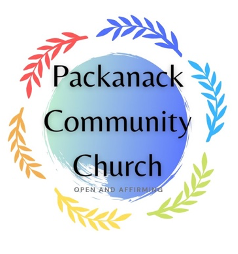 Packanack
Community
Church
OPEN AND AFFIRMING